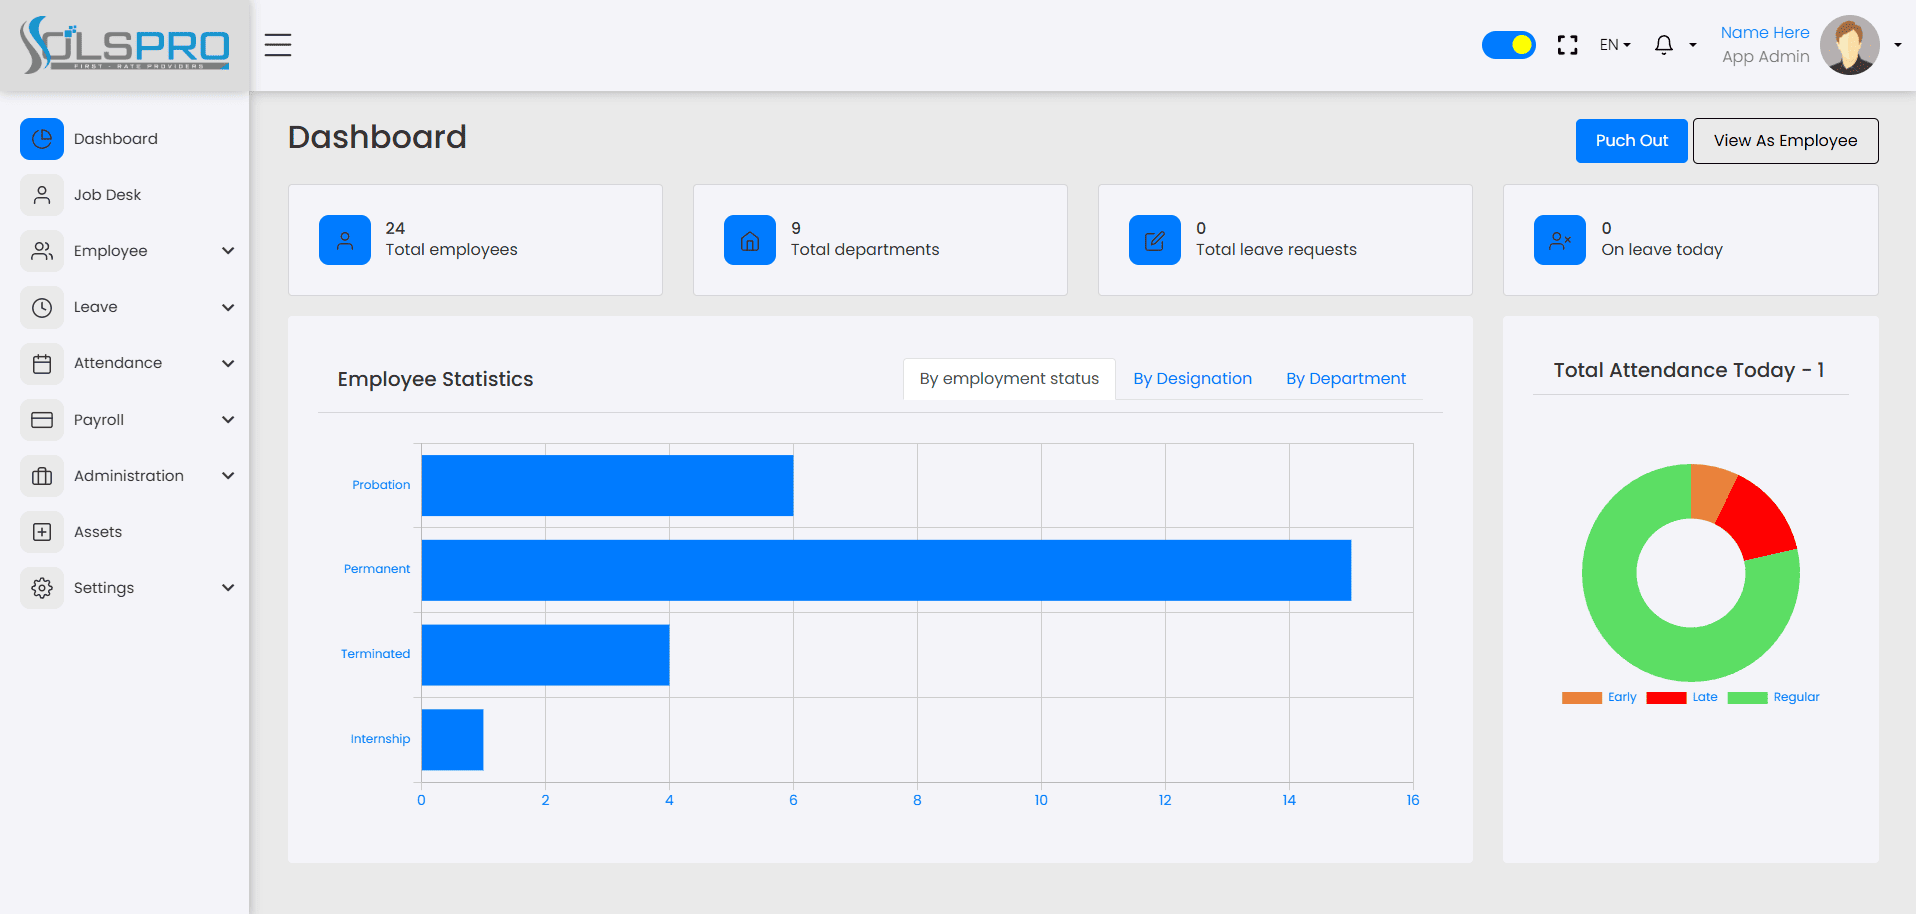 SOLSPRO
FIRST - RATE PROVIDERS
EN
Name Here
App Admin
Dashboard
Job Desk
Employee
Leave
Attendance
Payroll
Administration
Assets
Settings
Dashboard
Puch Out
View As Employee
24
Total employees
9
Total departments
0
Total leave requests
0
On leave today
Employee Statistics
By employment status
By Designation
By Department
Probation
Permanent
Terminated
Internship
0 2 4 6 8 10 12 14 16
Total Attendance Today - 1
Early Late Regular